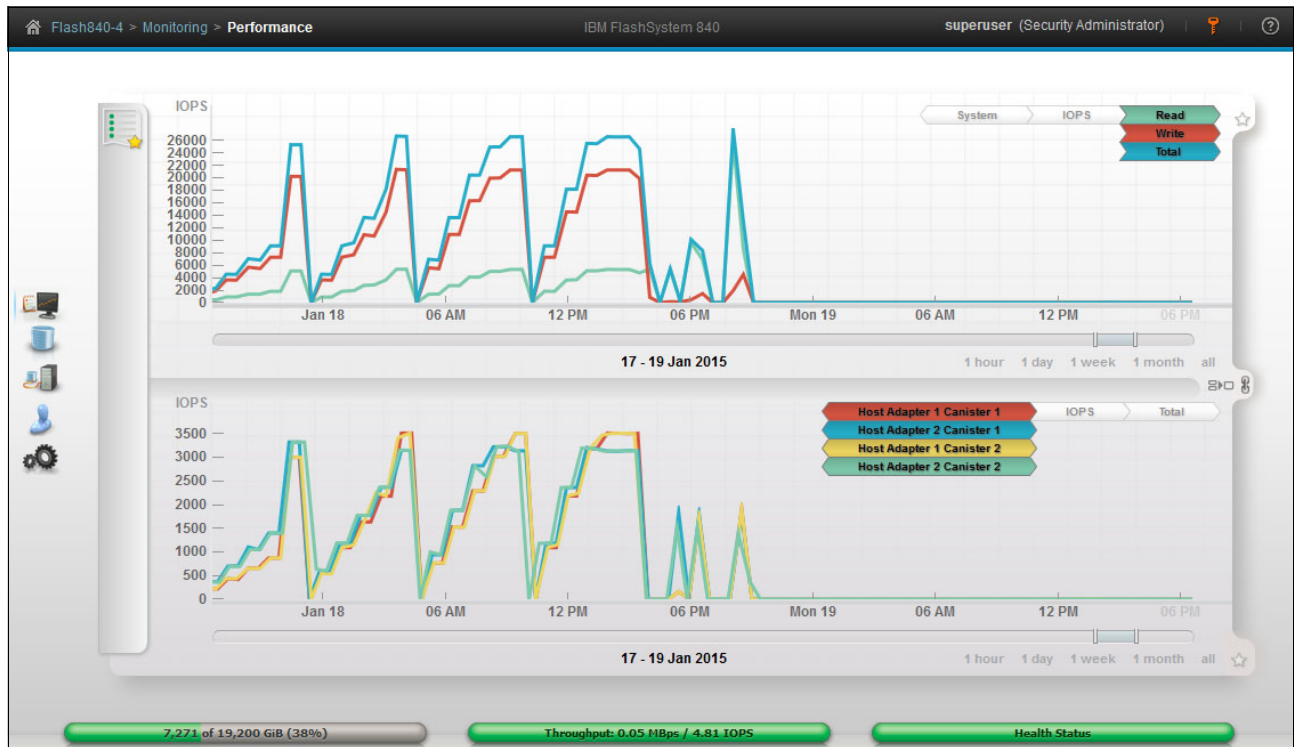 Flash840-4 > Monitoring > Performance IBM FlashSystem 840 superuser (Security Administrator)
IOPS
System IOPS Read
Write
Total
26000
24000
22000
20000
18000
16000
14000
12000
10000
8000
6000
4000
2000
0
Jan 18 06 AM 12 PM 06 PM Mon 19 06 AM 12 PM 06 PM
17 - 19 Jan 2015 1 hour 1 day 1 week 1 month all
IOPS
Host Adapter 1 Canister 1 IOPS Total
Host Adapter 2 Canister 1
Host Adapter 1 Canister 2
Host Adapter 2 Canister 2
3500
3000
2500
2000
1500
1000
500
0
Jan 18 06 AM 12 PM 06 PM Mon 19 06 AM 12 PM 06 PM
17 - 19 Jan 2015 1 hour 1 day 1 week 1 month all
7,271 of 19,200 GiB (38%) Throughput: 0.05 MBps / 4.81 IOPS Health Status